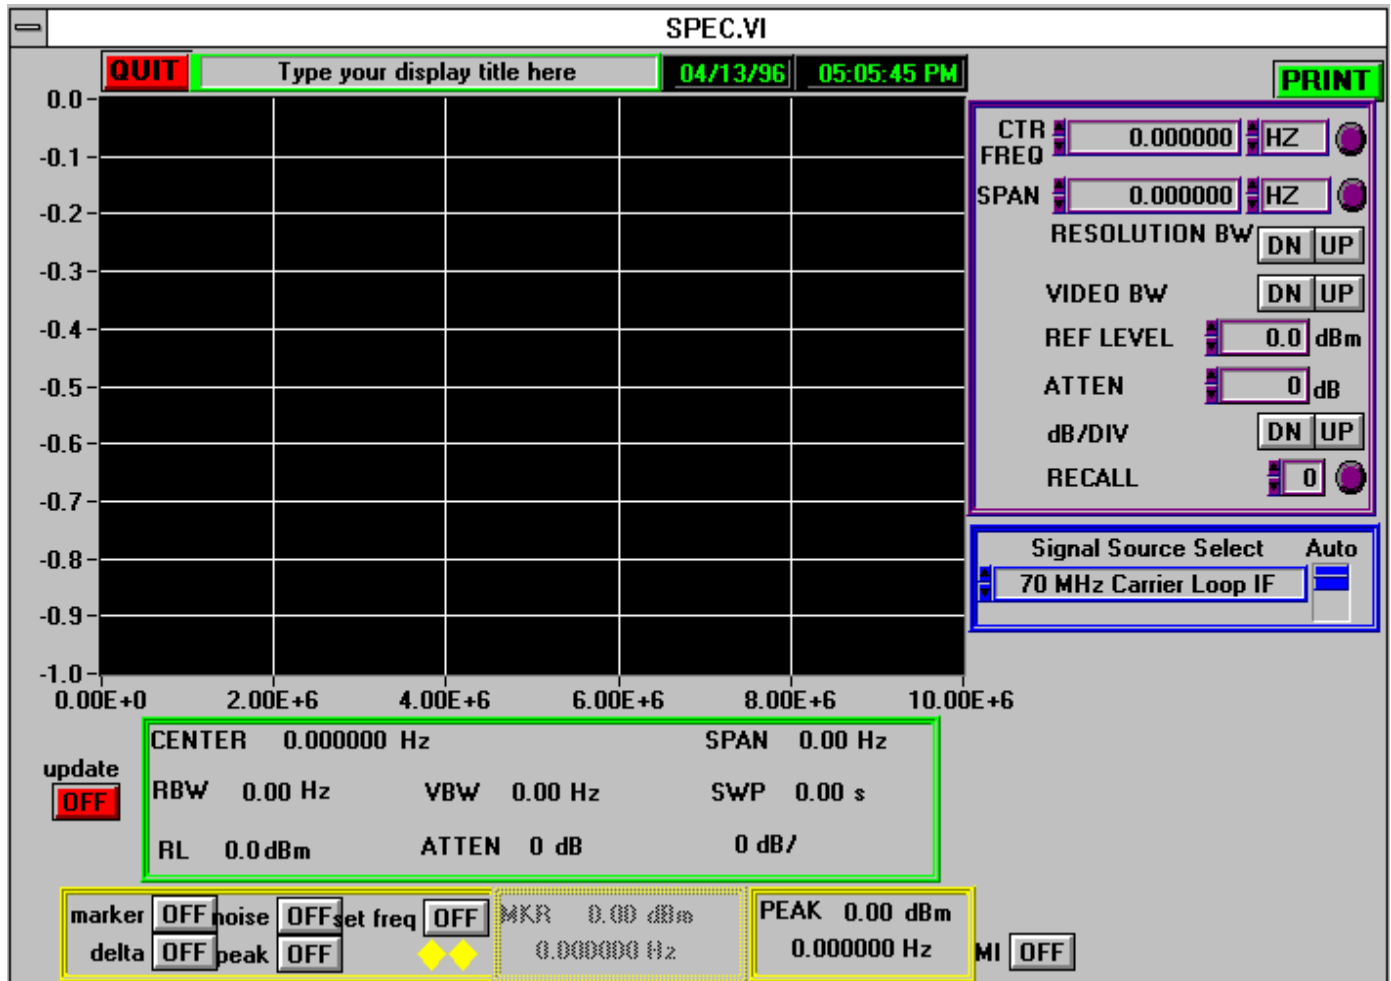 SPEC.VI
QUIT Type your display title here 04/13/96 05:05:45 PM PRINT
0.0
-0.1
-0.2
-0.3
-0.4
-0.5
-0.6
-0.7
-0.8
-0.9
-1.0
0.00E+0 2.00E+6 4.00E+6 6.00E+6 8.00E+6 10.00E+6
CTR FREQ 0.000000 HZ
SPAN 0.000000 HZ
RESOLUTION BW DN UP
VIDEO BW DN UP
REF LEVEL 0.0 dBm
ATTEN 0 dB
dB/DIV DN UP
RECALL 0
Signal Source Select Auto
70 MHz Carrier Loop IF
update
OFF
CENTER 0.000000 Hz SPAN 0.00 Hz
RBW 0.00 Hz VBW 0.00 Hz SWP 0.00 s
RL 0.0 dBm ATTEN 0 dB 0 dB/
marker OFF noise OFF set freq OFF
delta OFF peak OFF
MKR 0.00 dBm
0.000000 Hz
PEAK 0.00 dBm
0.000000 Hz
MI OFF